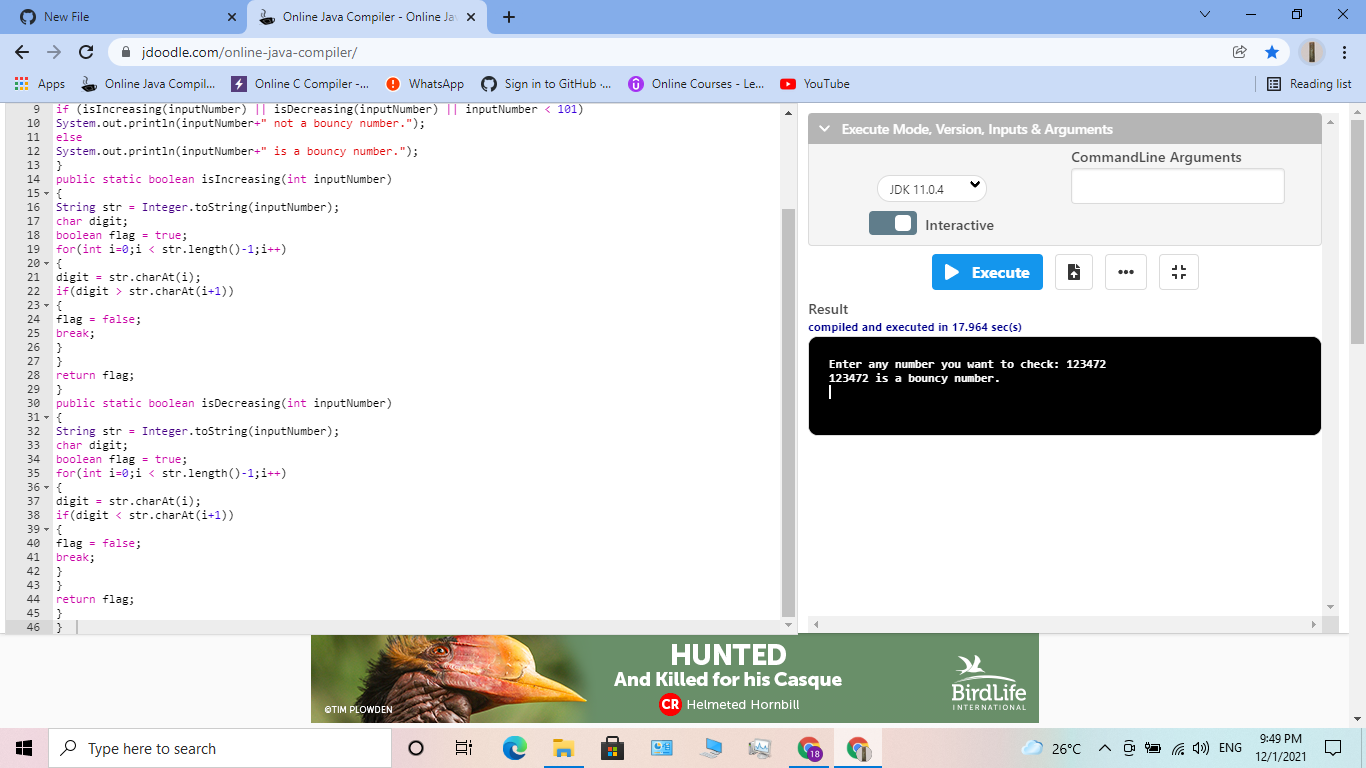 New File
Online Java Compiler - Online Jav
jdoodle.com/online-java-compiler/
Apps
Online Java Compil...
Online C Compiler -...
WhatsApp
Sign in to GitHub ·...
Online Courses - Le...
YouTube
Reading list
9 if (isIncreasing(inputNumber) || isDecreasing(inputNumber) || inputNumber < 101)
10 System.out.println(inputNumber+" not a bouncy number.");
11 else
12 System.out.println(inputNumber+" is a bouncy number.");
13 }
14 public static boolean isIncreasing(int inputNumber)
15 {
16 String str = Integer.toString(inputNumber);
17 char digit;
18 boolean flag = true;
19 for(int i=0;i < str.length()-1;i++)
20 {
21 digit = str.charAt(i);
22 if(digit > str.charAt(i+1))
23 {
24 flag = false;
25 break;
26 }
27 }
28 return flag;
29 }
30 public static boolean isDecreasing(int inputNumber)
31 {
32 String str = Integer.toString(inputNumber);
33 char digit;
34 boolean flag = true;
35 for(int i=0;i < str.length()-1;i++)
36 {
37 digit = str.charAt(i);
38 if(digit < str.charAt(i+1))
39 {
40 flag = false;
41 break;
42 }
43 }
44 return flag;
45 }
46 }
Execute Mode, Version, Inputs & Arguments
CommandLine Arguments
JDK 11.0.4
Interactive
Execute
Result
compiled and executed in 17.964 sec(s)
Enter any number you want to check: 123472
123472 is a bouncy number.
HUNTED
And Killed for his Casque
CR Helmeted Hornbill
©TIM PLOWDEN
BirdLife
INTERNATIONAL
Type here to search
18
26°C
ENG
9:49 PM
12/1/2021